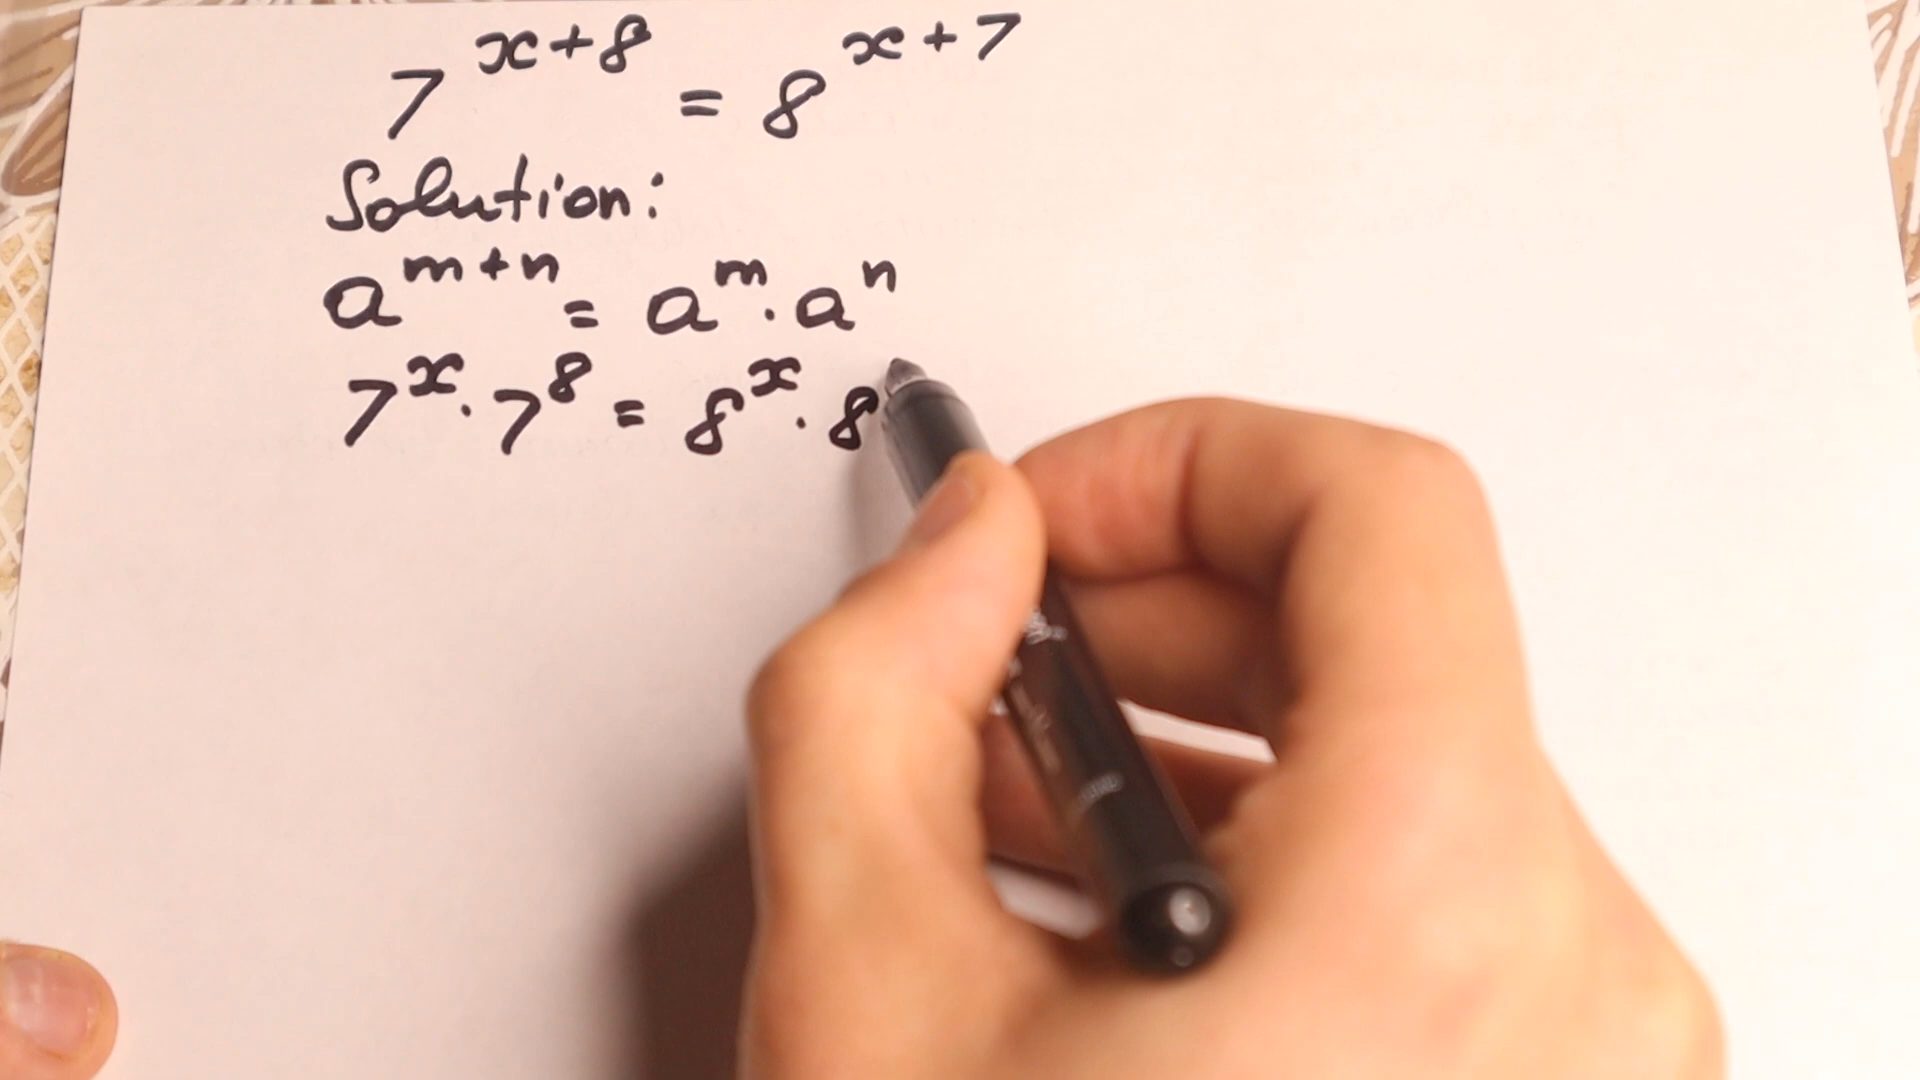 7^{x+8} = 8^{x+7}
Solution:
a^{m+n} = a^m · a^n
7^x · 7^8 = 8^x · 8